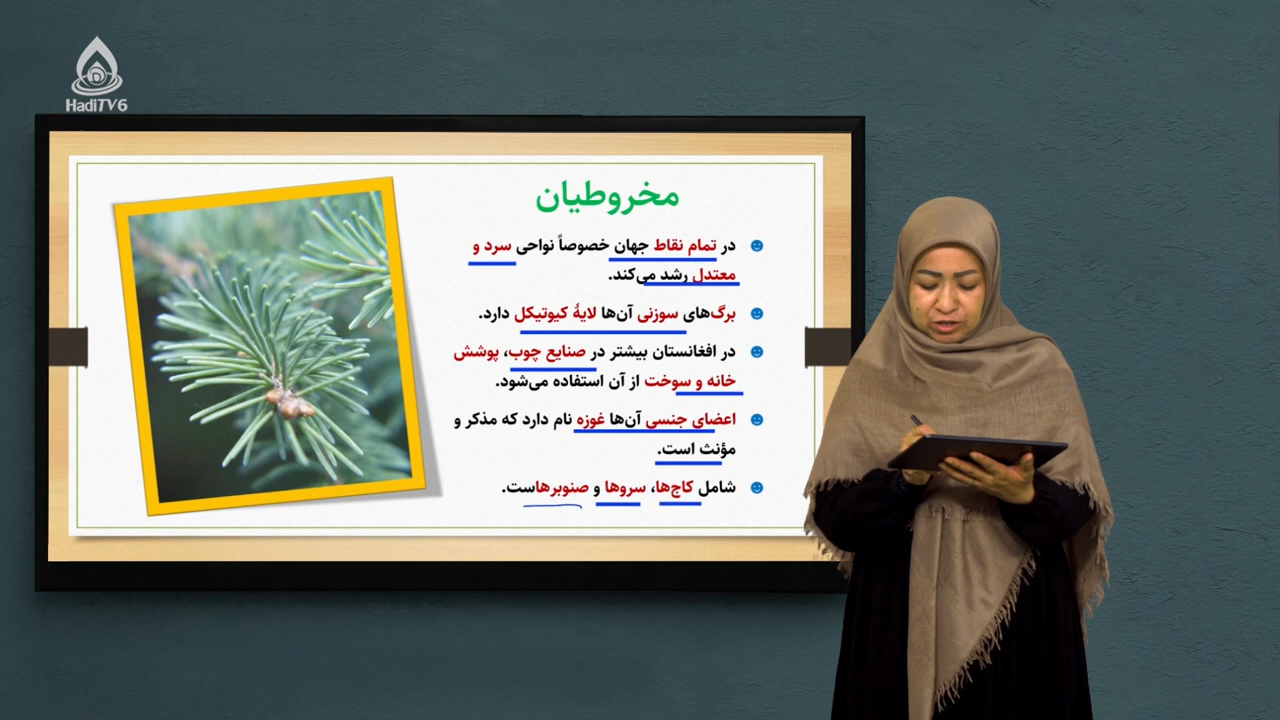 HadiTV6
مخروطیان
در تمام نقاط جهان خصوصاً نواحی سرد و
معتدل رشد می‌کند.
برگ‌های سوزنی آن‌ها لایهٔ کیوتیکل دارد.
در افغانستان بیشتر در صنایع چوب، پوشش
خانه و سوخت از آن استفاده می‌شود.
اعضای جنسی آن‌ها غوزه نام دارد که مذکر و
مؤنث است.
شامل کاج‌ها، سروها و صنوبرهاست.